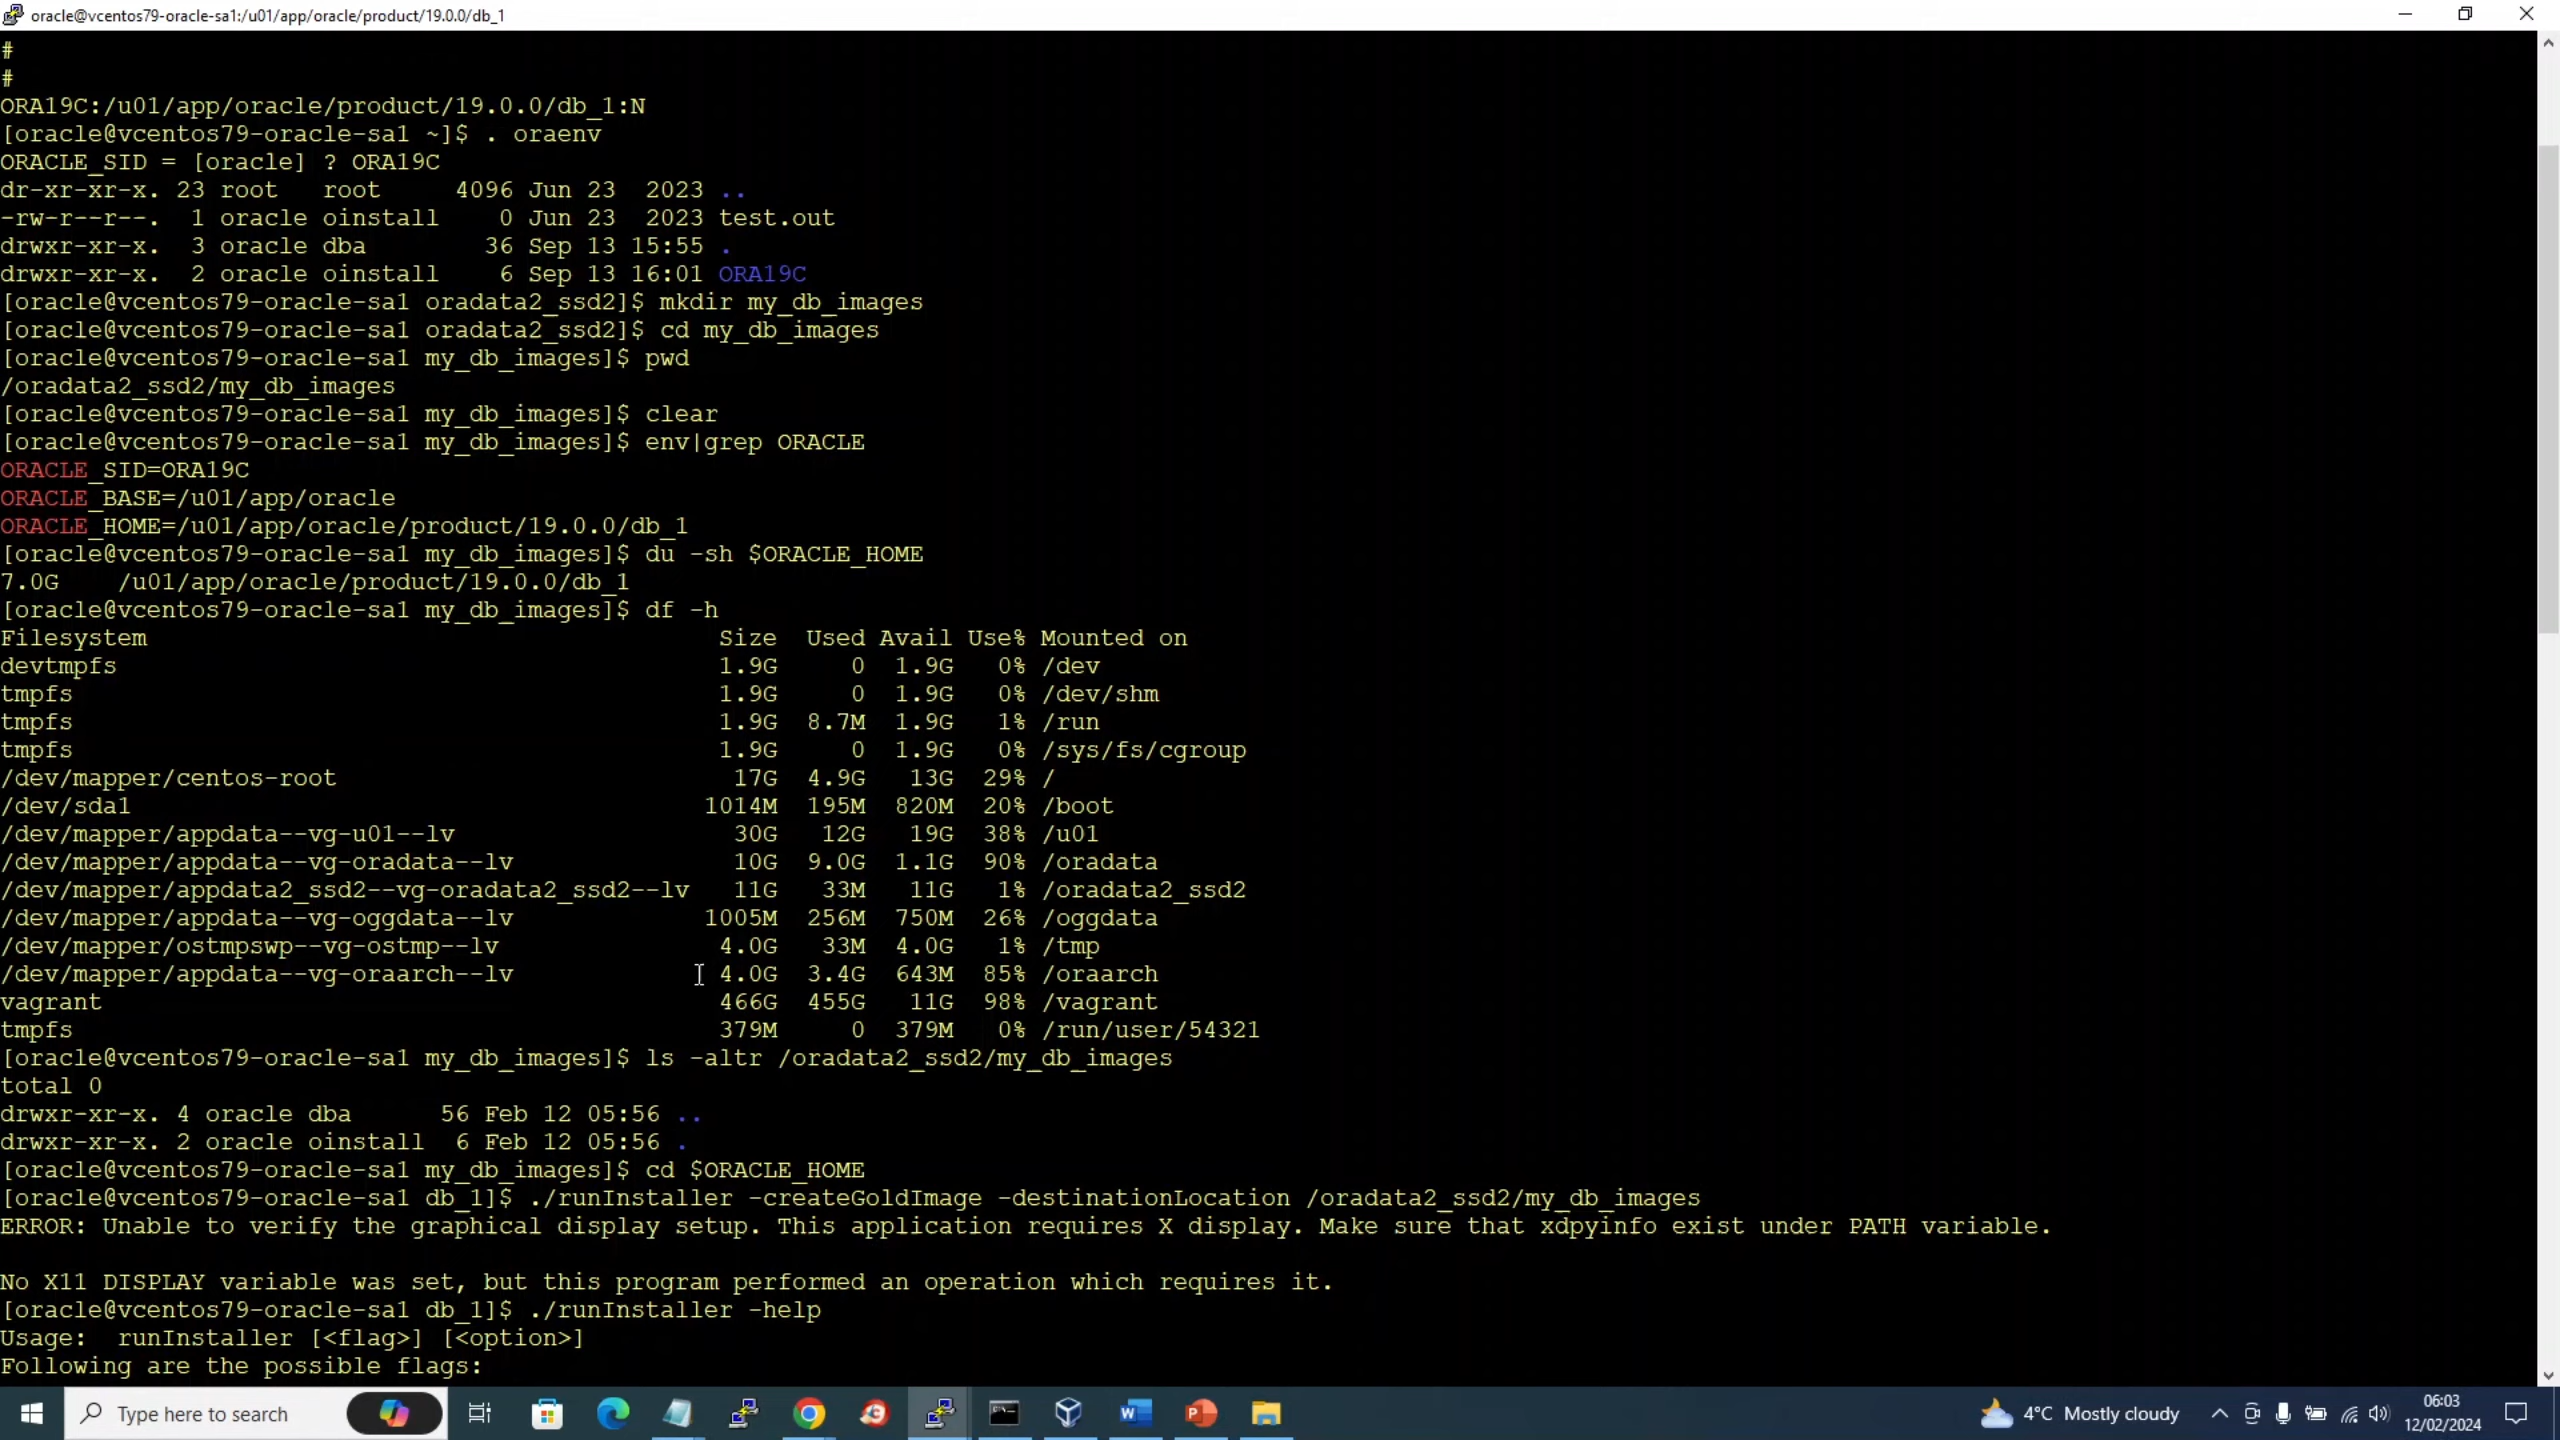 oracle@vcentos79-oracle-sa1:/u01/app/oracle/product/19.0.0/db_1
#
#
ORA19C:/u01/app/oracle/product/19.0.0/db_1:N
[oracle@vcentos79-oracle-sa1 ~]$ . oraenv
ORACLE_SID = [oracle] ? ORA19C
dr-xr-xr-x. 23 root   root     4096 Jun 23  2023 ..
-rw-r--r--.  1 oracle oinstall    0 Jun 23  2023 test.out
drwxr-xr-x.  3 oracle dba        36 Sep 13 15:55 .
drwxr-xr-x.  2 oracle oinstall    6 Sep 13 16:01 ORA19C
[oracle@vcentos79-oracle-sa1 oradata2_ssd2]$ mkdir my_db_images
[oracle@vcentos79-oracle-sa1 oradata2_ssd2]$ cd my_db_images
[oracle@vcentos79-oracle-sa1 my_db_images]$ pwd
/oradata2_ssd2/my_db_images
[oracle@vcentos79-oracle-sa1 my_db_images]$ clear
[oracle@vcentos79-oracle-sa1 my_db_images]$ env|grep ORACLE
ORACLE_SID=ORA19C
ORACLE_BASE=/u01/app/oracle
ORACLE_HOME=/u01/app/oracle/product/19.0.0/db_1
[oracle@vcentos79-oracle-sa1 my_db_images]$ du -sh $ORACLE_HOME
7.0G    /u01/app/oracle/product/19.0.0/db_1
[oracle@vcentos79-oracle-sa1 my_db_images]$ df -h
Filesystem                                       Size  Used Avail Use% Mounted on
devtmpfs                                         1.9G     0  1.9G   0% /dev
tmpfs                                            1.9G     0  1.9G   0% /dev/shm
tmpfs                                            1.9G  8.7M  1.9G   1% /run
tmpfs                                            1.9G     0  1.9G   0% /sys/fs/cgroup
/dev/mapper/centos-root                           17G  4.9G   13G  29% /
/dev/sda1                                       1014M  195M  820M  20% /boot
/dev/mapper/appdata--vg-u01--lv                   30G   12G   19G  38% /u01
/dev/mapper/appdata--vg-oradata--lv               10G  9.0G  1.1G  90% /oradata
/dev/mapper/appdata2_ssd2--vg-oradata2_ssd2--lv   11G   33M   11G   1% /oradata2_ssd2
/dev/mapper/appdata--vg-oggdata--lv             1005M  256M  750M  26% /oggdata
/dev/mapper/ostmpswp--vg-ostmp--lv               4.0G   33M  4.0G   1% /tmp
/dev/mapper/appdata--vg-oraarch--lv              4.0G  3.4G  643M  85% /oraarch
vagrant                                          466G  455G   11G  98% /vagrant
tmpfs                                            379M     0  379M   0% /run/user/54321
[oracle@vcentos79-oracle-sa1 my_db_images]$ ls -altr /oradata2_ssd2/my_db_images
total 0
drwxr-xr-x. 4 oracle dba      56 Feb 12 05:56 ..
drwxr-xr-x. 2 oracle oinstall  6 Feb 12 05:56 .
[oracle@vcentos79-oracle-sa1 my_db_images]$ cd $ORACLE_HOME
[oracle@vcentos79-oracle-sa1 db_1]$ ./runInstaller -createGoldImage -destinationLocation /oradata2_ssd2/my_db_images
ERROR: Unable to verify the graphical display setup. This application requires X display. Make sure that xdpyinfo exist under PATH variable.
No X11 DISPLAY variable was set, but this program performed an operation which requires it.
[oracle@vcentos79-oracle-sa1 db_1]$ ./runInstaller -help
Usage:  runInstaller [<flag>] [<option>]
Following are the possible flags:
Type here to search
4°C Mostly cloudy
06:03
12/02/2024